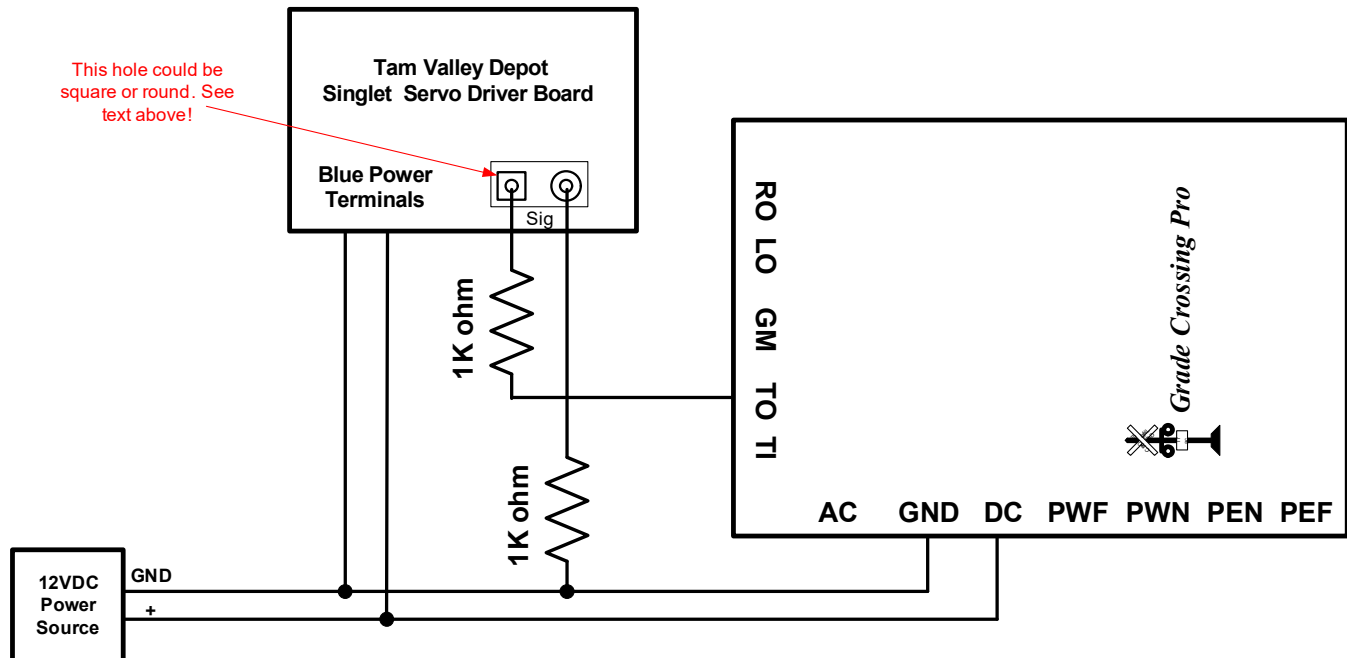 This hole could be
square or round. See
text above!
Tam Valley Depot
Singlet Servo Driver Board
Blue Power
Terminals
Sig
1K ohm
1K ohm
RO
LO
GM
TO
TI
Grade Crossing Pro
AC GND DC PWF PWN PEN PEF
12VDC
Power
Source
GND
+